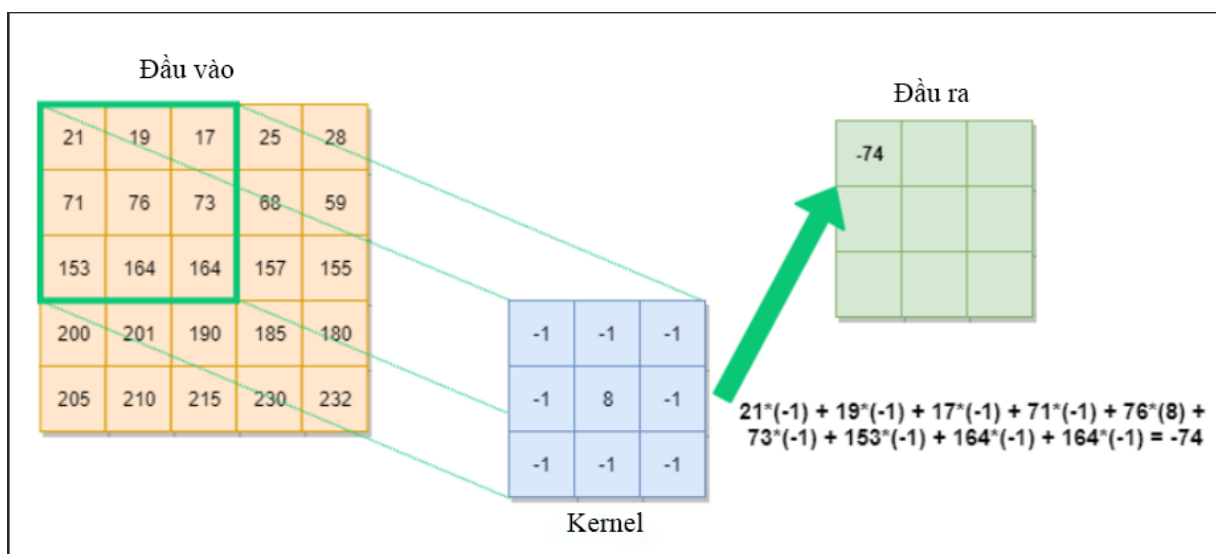 Đầu vào
21 19 17 25 28
71 76 73 68 59
153 164 164 157 155
200 201 190 185 180
205 210 215 230 232
Đầu ra
-74
-1 -1 -1
-1 8 -1
-1 -1 -1
Kernel
21*(-1) + 19*(-1) + 17*(-1) + 71*(-1) + 76*(8) +
73*(-1) + 153*(-1) + 164*(-1) + 164*(-1) = -74